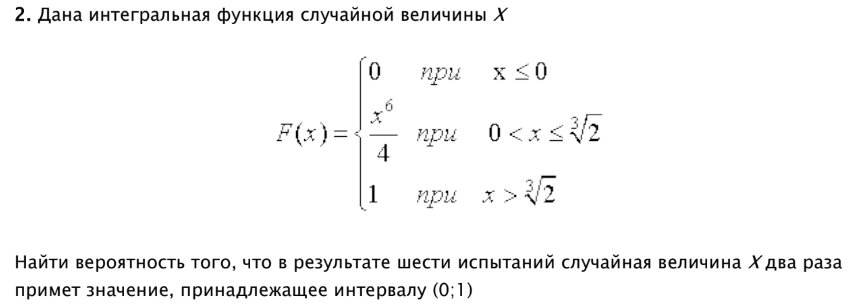 2. Дана интегральная функция случайной величины X
0 при x ≤ 0
F(x) = { x⁶/4 при 0 < x ≤ ∛2
1 при x > ∛2
Найти вероятность того, что в результате шести испытаний случайная величина X два раза
примет значение, принадлежащее интервалу (0;1)